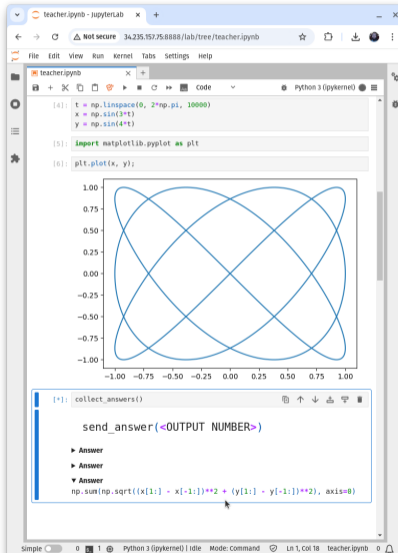 teacher.ipynb - JupyterLab
Not secure 34.235.157.75:8888/lab/tree/teacher.ipynb
File Edit View Run Kernel Tabs Settings Help
teacher.ipynb
Code
Python 3 (ipykernel)
[4]: t = np.linspace(0, 2*np.pi, 10000)
x = np.sin(3*t)
y = np.sin(4*t)
[5]: import matplotlib.pyplot as plt
[6]: plt.plot(x, y);
1.00
0.75
0.50
0.25
0.00
−0.25
−0.50
−0.75
−1.00
−1.00 −0.75 −0.50 −0.25 0.00 0.25 0.50 0.75 1.00
[*]: collect_answers()
send_answer(<OUTPUT NUMBER>)
Answer
Answer
Answer
np.sum(np.sqrt((x[1:] - x[-1:])**2 + (y[1:] - y[-1:])**2), axis=0)
Simple 0 1 Python 3 (ipykernel) | Idle Mode: Command Ln 1, Col 18 teacher.ipynb 0